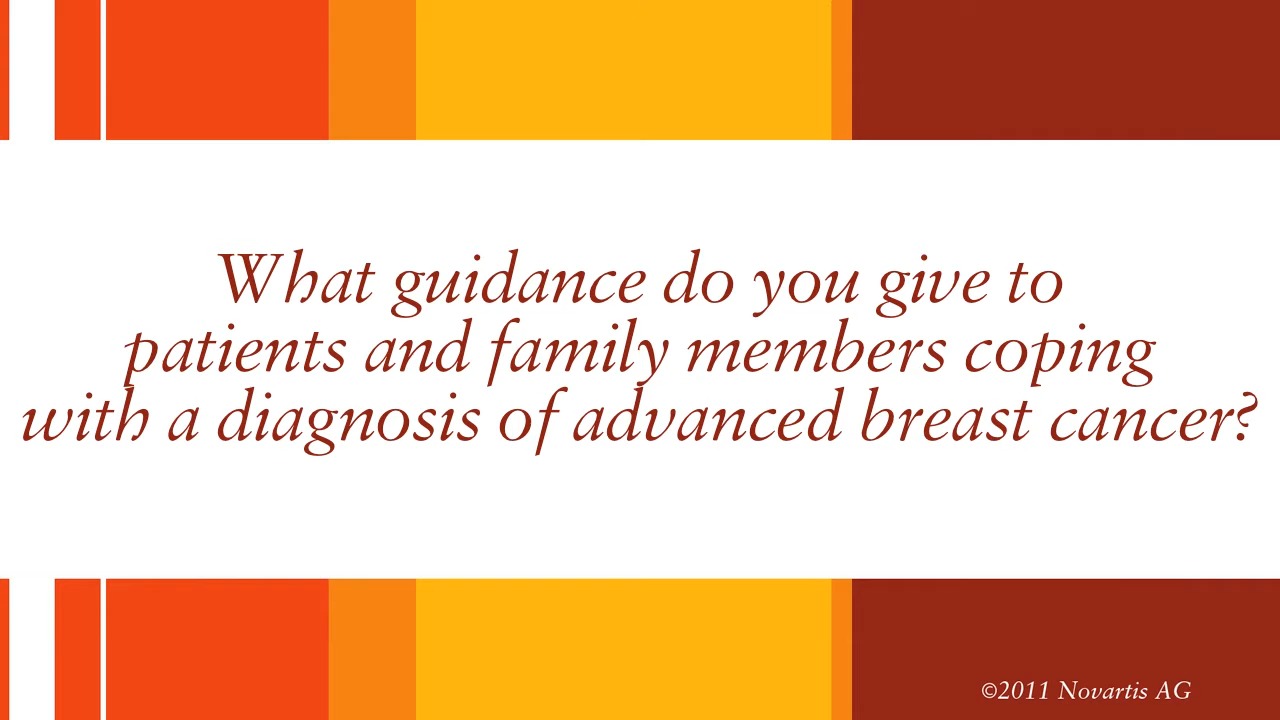 What guidance do you give to
patients and family members coping
with a diagnosis of advanced breast cancer?
©2011 Novartis AG